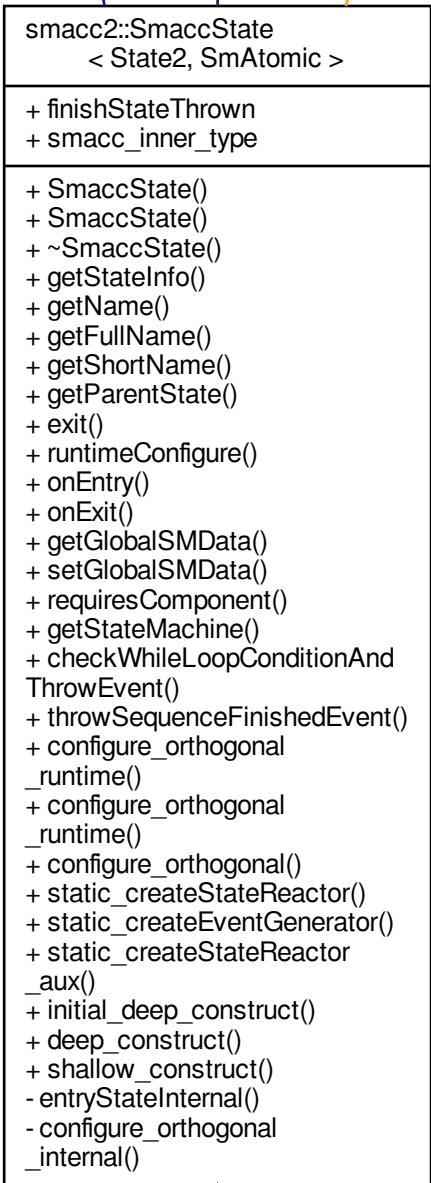 smacc2::SmaccState
< State2, SmAtomic >
+ finishStateThrown
+ smacc_inner_type
+ SmaccState()
+ SmaccState()
+ ~SmaccState()
+ getStateInfo()
+ getName()
+ getFullName()
+ getShortName()
+ getParentState()
+ exit()
+ runtimeConfigure()
+ onEntry()
+ onExit()
+ getGlobalSMData()
+ setGlobalSMData()
+ requiresComponent()
+ getStateMachine()
+ checkWhileLoopConditionAnd
ThrowEvent()
+ throwSequenceFinishedEvent()
+ configure_orthogonal
_runtime()
+ configure_orthogonal
_runtime()
+ configure_orthogonal()
+ static_createStateReactor()
+ static_createEventGenerator()
+ static_createStateReactor
_aux()
+ initial_deep_construct()
+ deep_construct()
+ shallow_construct()
- entryStateInternal()
- configure_orthogonal
_internal()